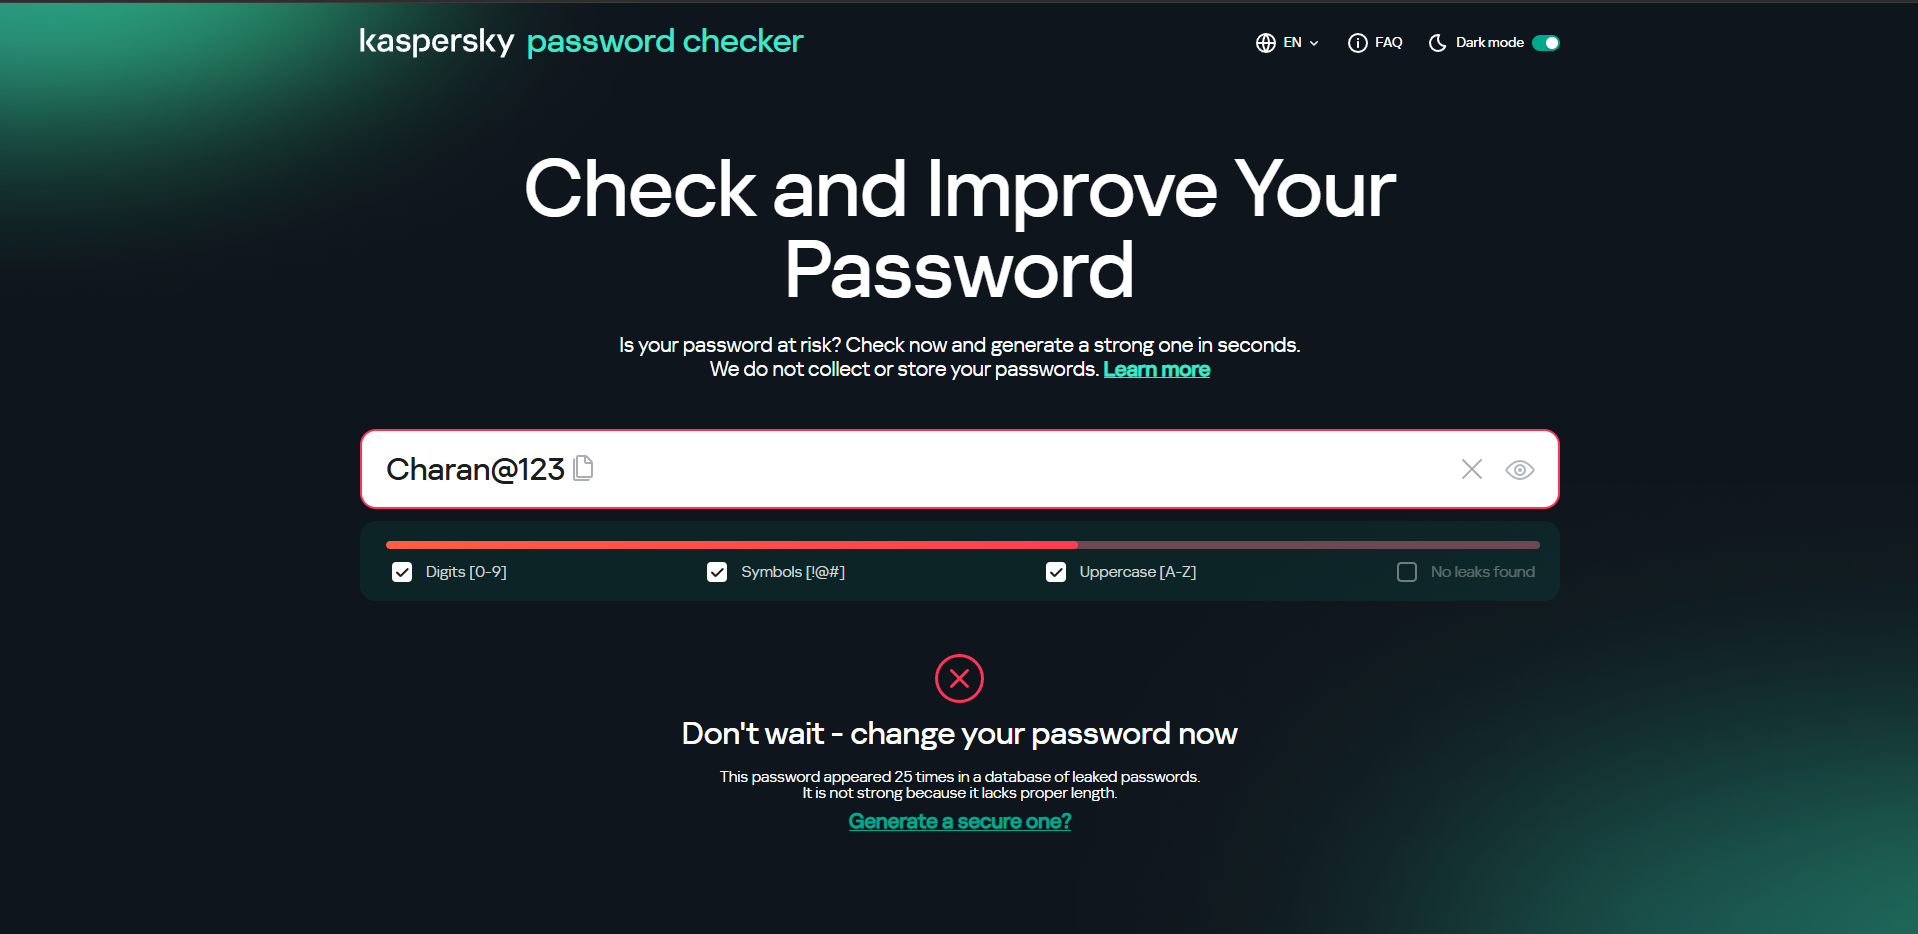 kaspersky password checker
EN
FAQ
Dark mode
Check and Improve Your
Password
Is your password at risk? Check now and generate a strong one in seconds.
We do not collect or store your passwords. Learn more
Charan@123
Digits [0-9]
Symbols [!@#]
Uppercase [A-Z]
No leaks found
Don't wait - change your password now
This password appeared 25 times in a database of leaked passwords.
It is not strong because it lacks proper length.
Generate a secure one?